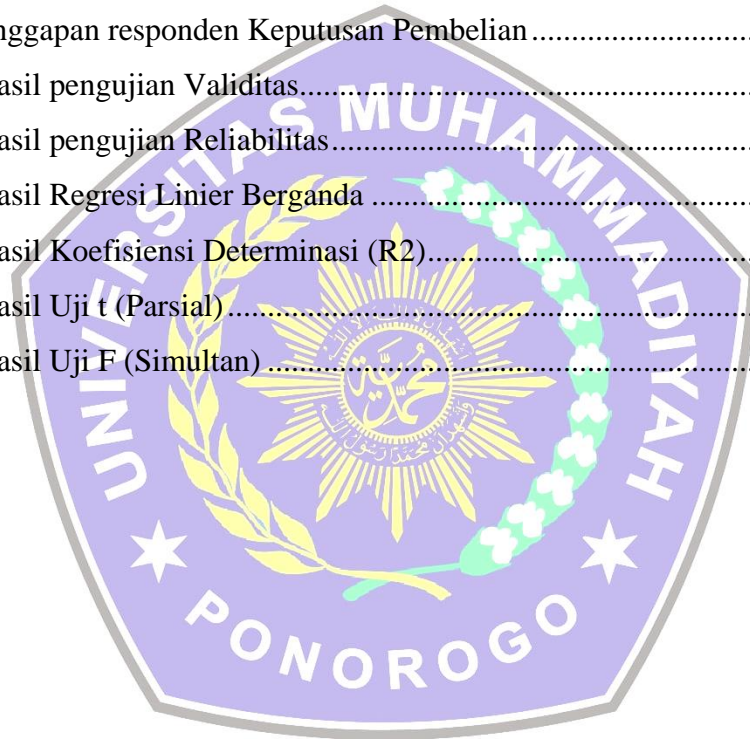 nggapan responden Keputusan Pembelian
asil pengujian Validitas
asil pengujian Reliabilitas
asil Regresi Linier Berganda
asil Koefisiensi Determinasi (R2)
asil Uji t (Parsial)
asil Uji F (Simultan)
UNIVERSITAS MUHAMMADIYAH
PONOROGO
محمدية